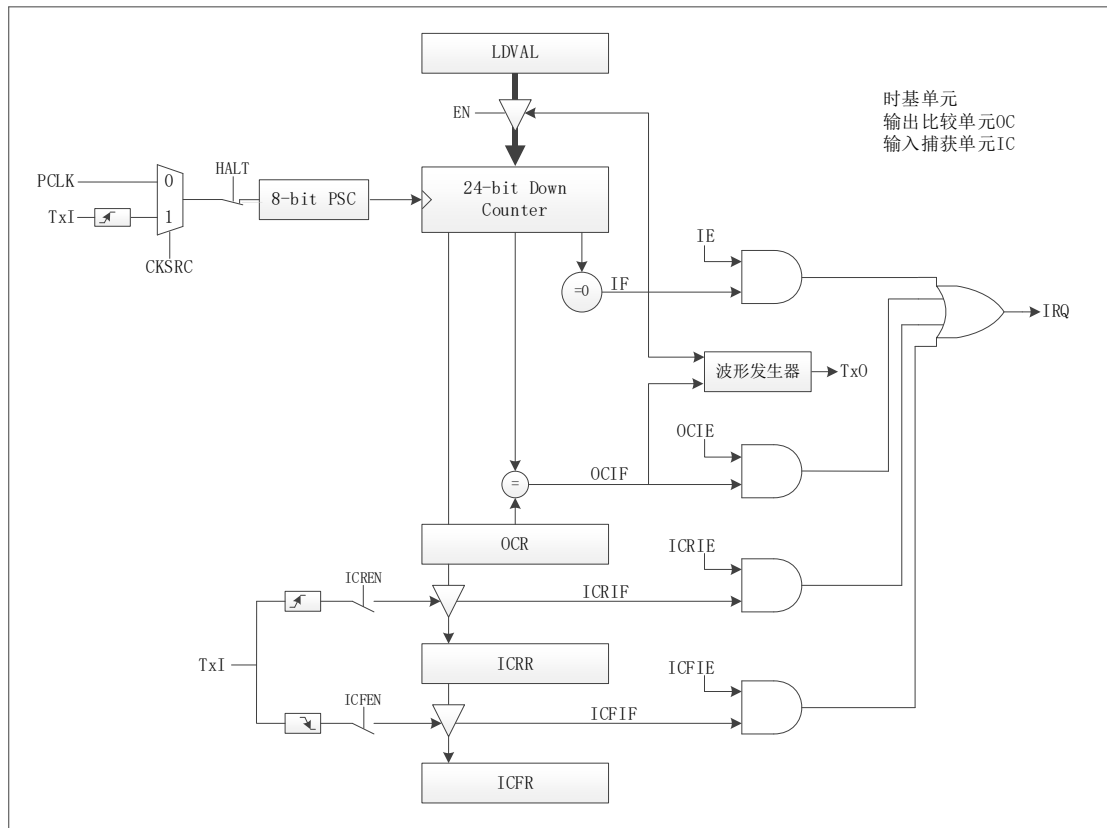 LDVAL
时基单元
输出比较单元OC
输入捕获单元IC
EN
HALT
PCLK
0
8-bit PSC
24-bit Down
Counter
TxI
1
CKSRC
IE
=0
IF
IRQ
波形发生器
TxO
OCIE
=
OCIF
OCR
ICRIE
ICREN
ICRIF
TxI
ICRR
ICFIE
ICFEN
ICFIF
ICFR